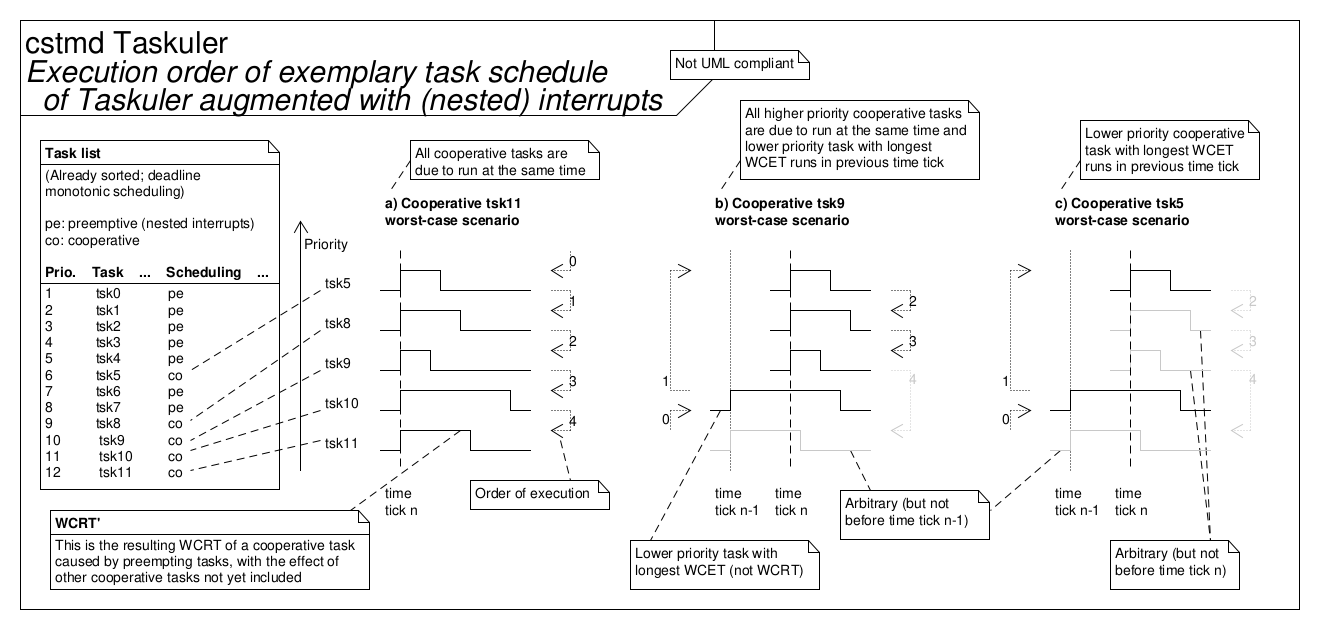 cstmd Taskuler
Execution order of exemplary task schedule
of Taskuler augmented with (nested) interrupts
Not UML compliant
Task list
(Already sorted; deadline
monotonic scheduling)
pe: preemptive (nested interrupts)
co: cooperative
Prio. Task ... Scheduling ...
1 tsk0 pe
2 tsk1 pe
3 tsk2 pe
4 tsk3 pe
5 tsk4 pe
6 tsk5 co
7 tsk6 pe
8 tsk7 pe
9 tsk8 co
10 tsk9 co
11 tsk10 co
12 tsk11 co
WCRT'
This is the resulting WCRT of a cooperative task
caused by preempting tasks, with the effect of
other cooperative tasks not yet included
Priority
tsk5
tsk8
tsk9
tsk10
tsk11
All cooperative tasks are
due to run at the same time
a) Cooperative tsk11
worst-case scenario
0
1
2
3
4
time
tick n
Order of execution
All higher priority cooperative tasks
are due to run at the same time and
lower priority task with longest
WCET runs in previous time tick
b) Cooperative tsk9
worst-case scenario
1
0
2
3
4
time
tick n-1
time
tick n
Lower priority task with
longest WCET (not WCRT)
Arbitrary (but not
before time tick n-1)
Lower priority cooperative
task with longest WCET
runs in previous time tick
c) Cooperative tsk5
worst-case scenario
1
0
2
3
4
time
tick n-1
time
tick n
Arbitrary (but not
before time tick n)